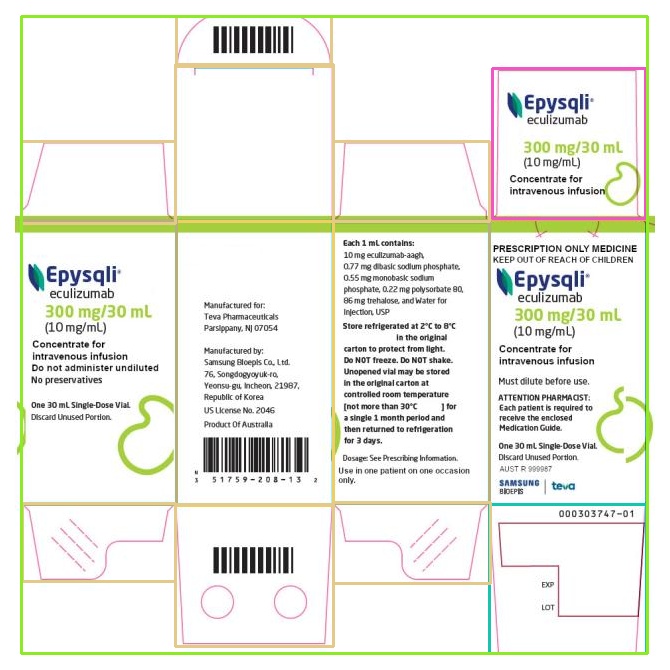 Epysqli®
eculizumab
300 mg/30 mL
(10 mg/mL)
Concentrate for
intravenous infusion
Epysqli®
eculizumab
300 mg/30 mL
(10 mg/mL)
Concentrate for
intravenous infusion
Do not administer undiluted
No preservatives
One 30 mL Single-Dose Vial.
Discard Unused Portion.
Manufactured for:
Teva Pharmaceuticals
Parsippany, NJ 07054
Manufactured by:
Samsung Bioepis Co., Ltd.
76, Songdogyoyuk-ro,
Yeonsu-gu, Incheon, 21987,
Republic of Korea
US License No. 2046
Product Of Australia
N
3 51759-208-13 2
Each 1 mL contains:
10 mg eculizumab-aagh,
0.77 mg dibasic sodium phosphate,
0.55 mg monobasic sodium
phosphate, 0.22 mg polysorbate 80,
86 mg trehalose, and Water for
Injection, USP
Store refrigerated at 2°C to 8°C
in the original
carton to protect from light.
Do NOT freeze. Do NOT shake.
Unopened vial may be stored
in the original carton at
controlled room temperature
[not more than 30°C ] for
a single 1 month period and
then returned to refrigeration
for 3 days.
Dosage: See Prescribing Information.
Use in one patient on one occasion
only.
PRESCRIPTION ONLY MEDICINE
KEEP OUT OF REACH OF CHILDREN
Epysqli®
eculizumab
300 mg/30 mL
(10 mg/mL)
Concentrate for
intravenous infusion
Must dilute before use.
ATTENTION PHARMACIST:
Each patient is required to
receive the enclosed
Medication Guide.
One 30 mL Single-Dose Vial.
Discard Unused Portion.
AUST R 999987
SAMSUNG
BIOEPIS
teva
000303747-01
EXP
LOT